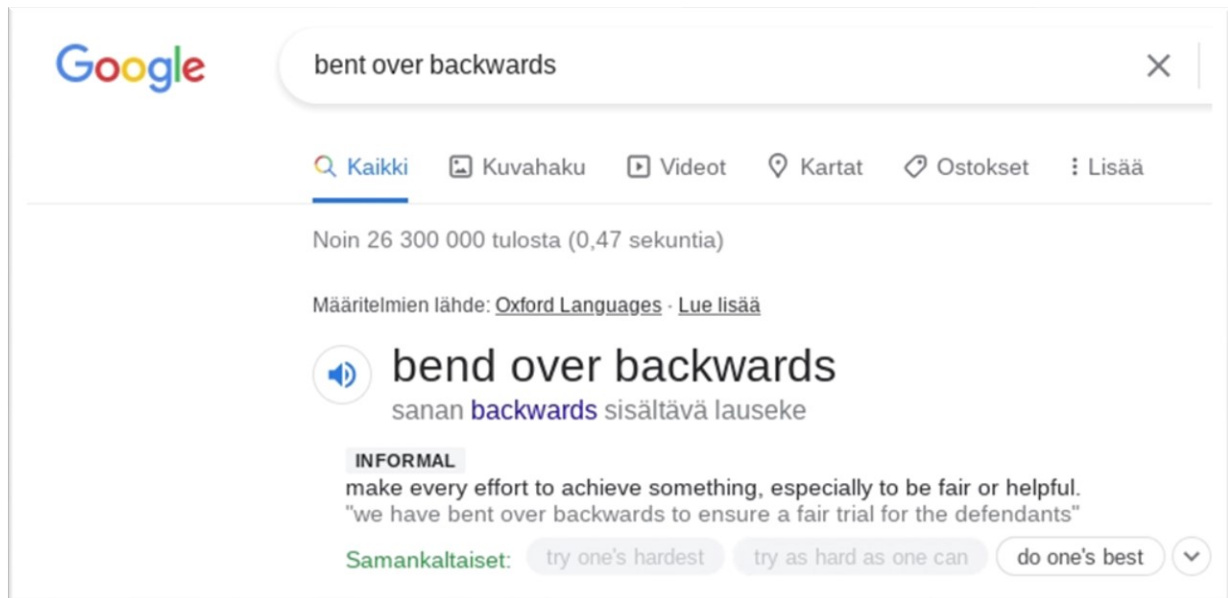 Google
bent over backwards
Kaikki Kuvahaku Videot Kartat Ostokset Lisää
Noin 26 300 000 tulosta (0,47 sekuntia)
Määritelmien lähde: Oxford Languages · Lue lisää
bend over backwards
sanan backwards sisältävä lauseke
INFORMAL
make every effort to achieve something, especially to be fair or helpful.
"we have bent over backwards to ensure a fair trial for the defendants"
Samankaltaiset: try one's hardest try as hard as one can do one's best